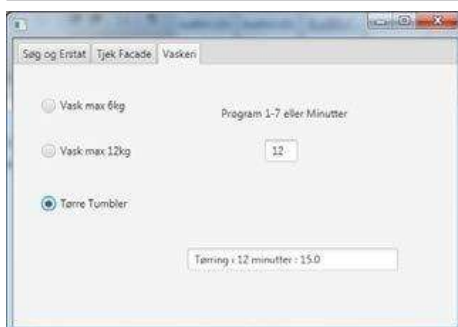 Søg og Erstat Tjek Facade Vaskeri
Vask max 6kg
Program 1-7 eller Minutter
Vask max 12kg
12
Tørre Tumbler
Tørring i 12 minutter : 15.0